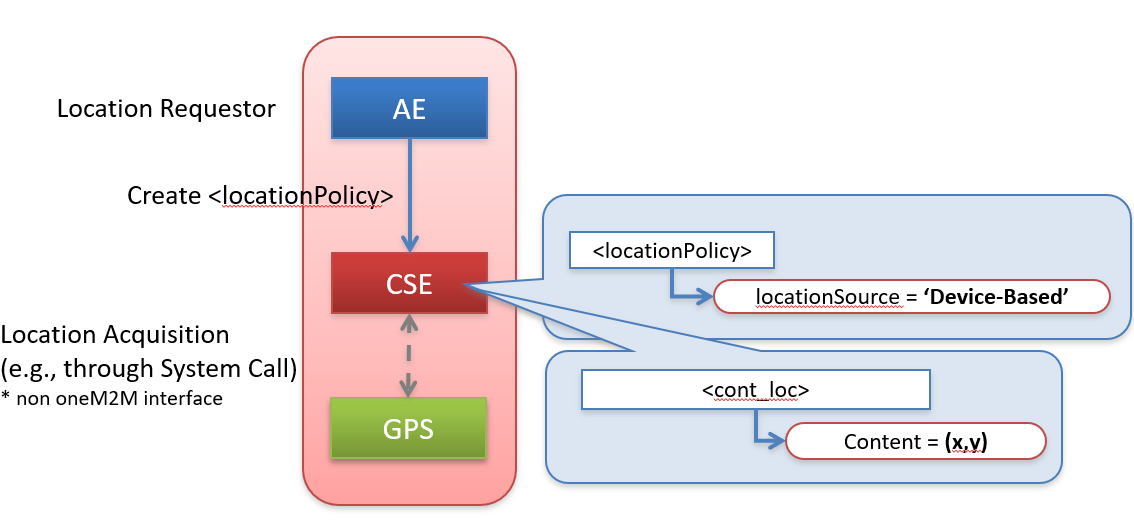 Location Requestor
AE
Create <locationPolicy>
CSE
<locationPolicy>
locationSource = ‘Device-Based’
Location Acquisition
(e.g., through System Call)
* non oneM2M interface
GPS
<cont_loc>
Content = (x,y)